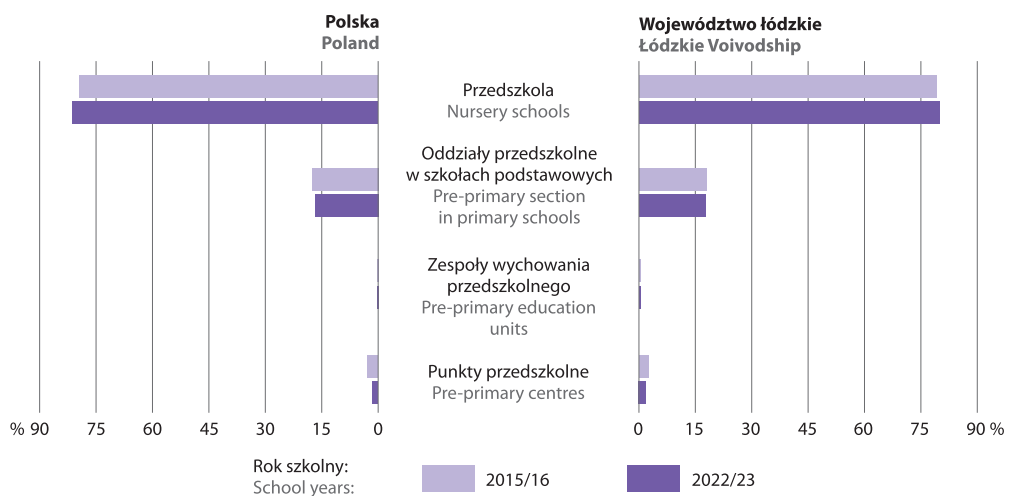 Polska
Poland
Województwo łódzkie
Łódzkie Voivodship
Przedszkola
Nursery schools
Oddziały przedszkolne
w szkołach podstawowych
Pre-primary section
in primary schools
Zespoły wychowania
przedszkolnego
Pre-primary education
units
Punkty przedszkolne
Pre-primary centres
% 90 75 60 45 30 15 0
0 15 30 45 60 75 90 %
Rok szkolny:
School years:
2015/16
2022/23